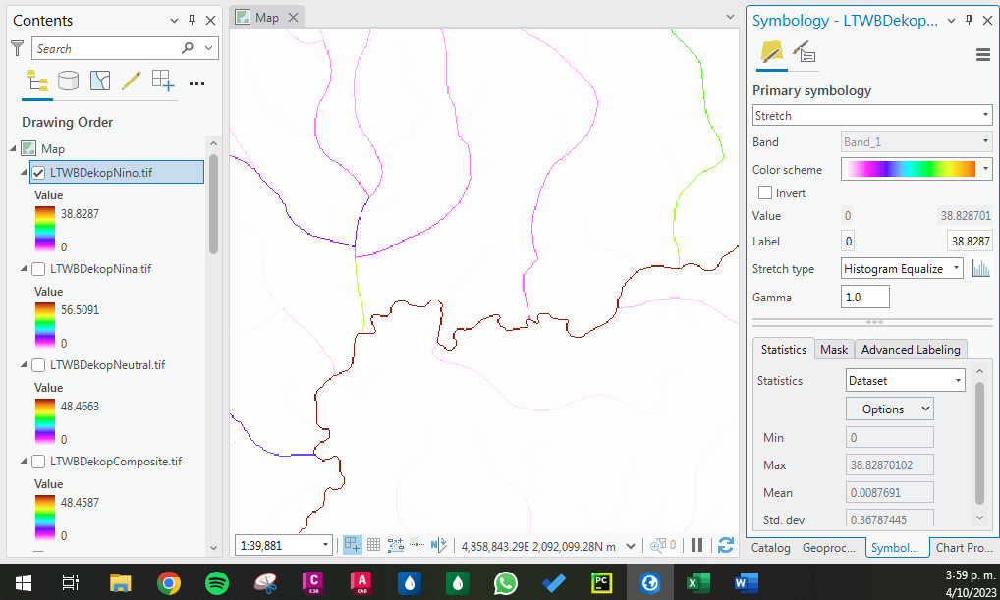 Contents
Search
Drawing Order
Map
LTWBDekopNino.tif
Value
38.8287
0
LTWBDekopNina.tif
Value
56.5091
0
LTWBDekopNeutral.tif
Value
48.4663
0
LTWBDekopComposite.tif
Value
48.4587
0
Map
1:39,881
4,858,843.29E 2,092,099.28N m
0
Symbology - LTWBDekop...
Primary symbology
Stretch
Band
Band_1
Color scheme
Invert
Value
0
38.828701
Label
0
38.8287
Stretch type
Histogram Equalize
Gamma
1.0
Statistics
Mask
Advanced Labeling
Statistics
Dataset
Options
Min
0
Max
38.82870102
Mean
0.0087691
Std. dev
0.36787445
Catalog
Geoproc...
Symbol...
Chart Pro...
C
C3D
A
CAD
PC
X
W
3:59 p. m.
4/10/2023